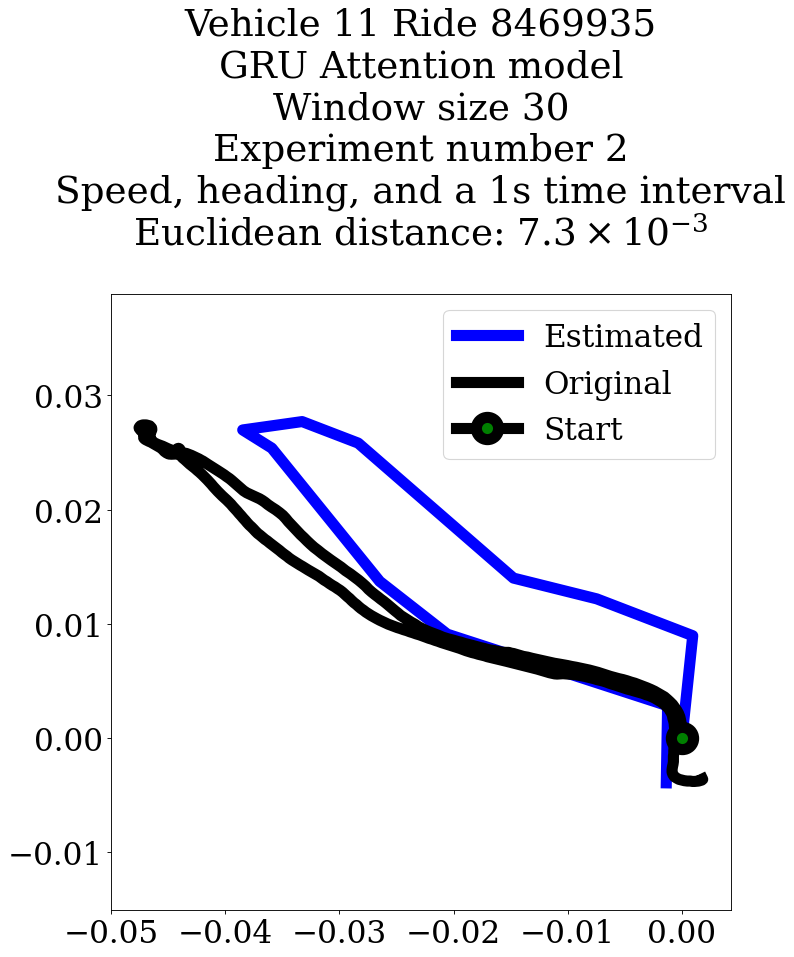 Vehicle 11 Ride 8469935
GRU Attention model
Window size 30
Experiment number 2
Speed, heading, and a 1s time interval
Euclidean distance: 7.3 × 10⁻³
Estimated
Original
Start
0.03
0.02
0.01
0.00
−0.01
−0.05 −0.04 −0.03 −0.02 −0.01 0.00